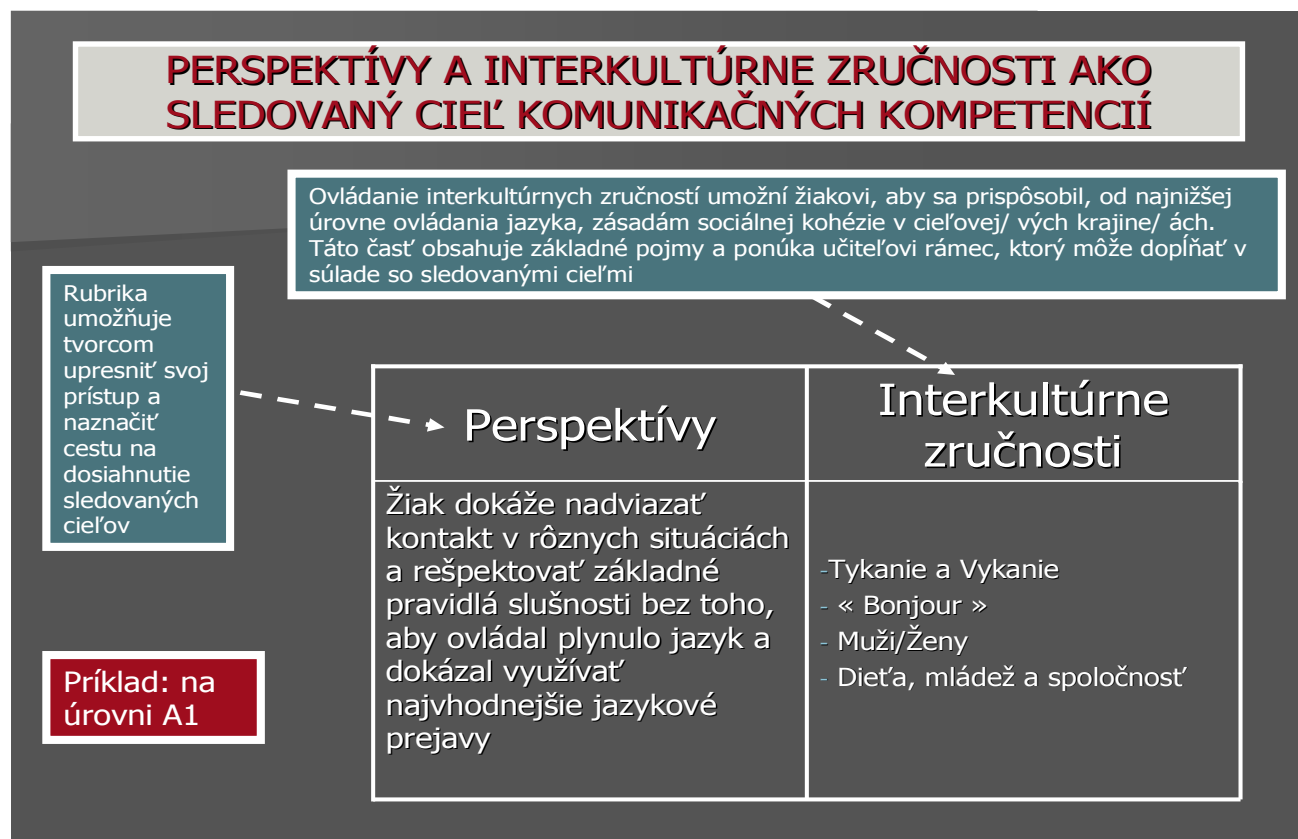 PERSPEKTÍVY A INTERKULTÚRNE ZRUČNOSTI AKO
SLEDOVANÝ CIEĽ KOMUNIKAČNÝCH KOMPETENCIÍ
Ovládanie interkultúrnych zručností umožní žiakovi, aby sa prispôsobil, od najnižšej
úrovne ovládania jazyka, zásadám sociálnej kohézie v cieľovej/ vých krajine/ ách.
Táto časť obsahuje základné pojmy a ponúka učiteľovi rámec, ktorý môže dopĺňať v
súlade so sledovanými cieľmi
Rubrika
umožňuje
tvorcom
upresniť svoj
prístup a
naznačiť
cestu na
dosiahnutie
sledovaných
cieľov
Perspektívy
Interkultúrne
zručnosti
Žiak dokáže nadviazať
kontakt v rôznych situáciách
a rešpektovať základné
pravidlá slušnosti bez toho,
aby ovládal plynulo jazyk a
dokázal využívať
najvhodnejšie jazykové
prejavy
-Tykanie a Vykanie
- « Bonjour »
- Muži/Ženy
- Dieťa, mládež a spoločnosť
Príklad: na
úrovni A1